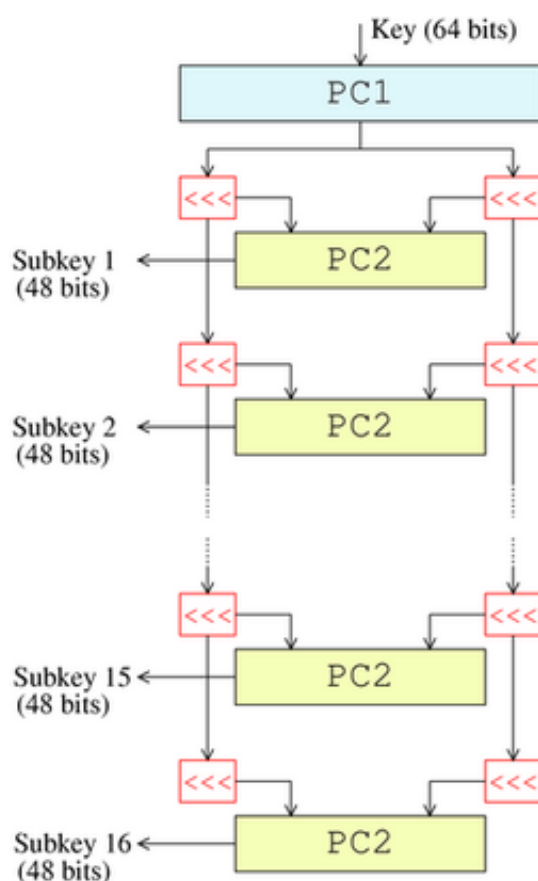 Key (64 bits)
PC1
<<< <<<
PC2
Subkey 1
(48 bits)
<<< <<<
PC2
Subkey 2
(48 bits)
<<< <<<
PC2
Subkey 15
(48 bits)
<<< <<<
PC2
Subkey 16
(48 bits)